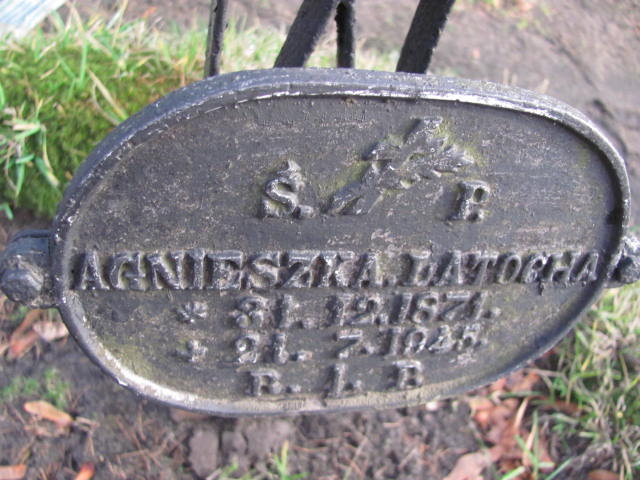 Ś. P.
AGNIESZKA LATOCHA
* 31. 12. 1871.
+ 21. 7. 1945.
R. I. P.